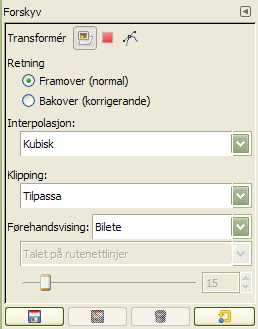 Forskyv
Transformér
Retning
Framover (normal)
Bakover (korrigerande)
Interpolasjon:
Kubisk
Klipping:
Tilpassa
Førehandsvising: Bilete
Talet på rutenettlinjer
15